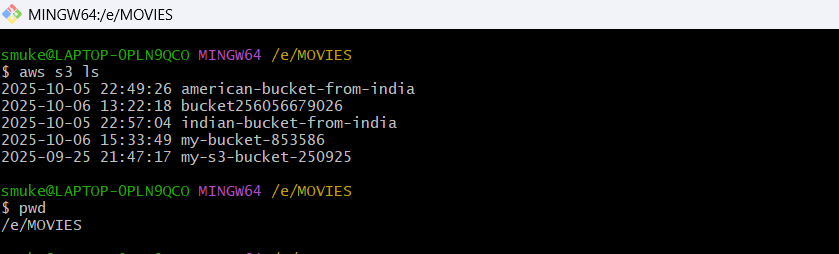 MINGW64:/e/MOVIES
smuke@LAPTOP-0PLN9QCO MINGW64 /e/MOVIES
$ aws s3 ls
2025-10-05 22:49:26 american-bucket-from-india
2025-10-06 13:22:18 bucket256056679026
2025-10-05 22:57:04 indian-bucket-from-india
2025-10-06 15:33:49 my-bucket-853586
2025-09-25 21:47:17 my-s3-bucket-250925
smuke@LAPTOP-0PLN9QCO MINGW64 /e/MOVIES
$ pwd
/e/MOVIES